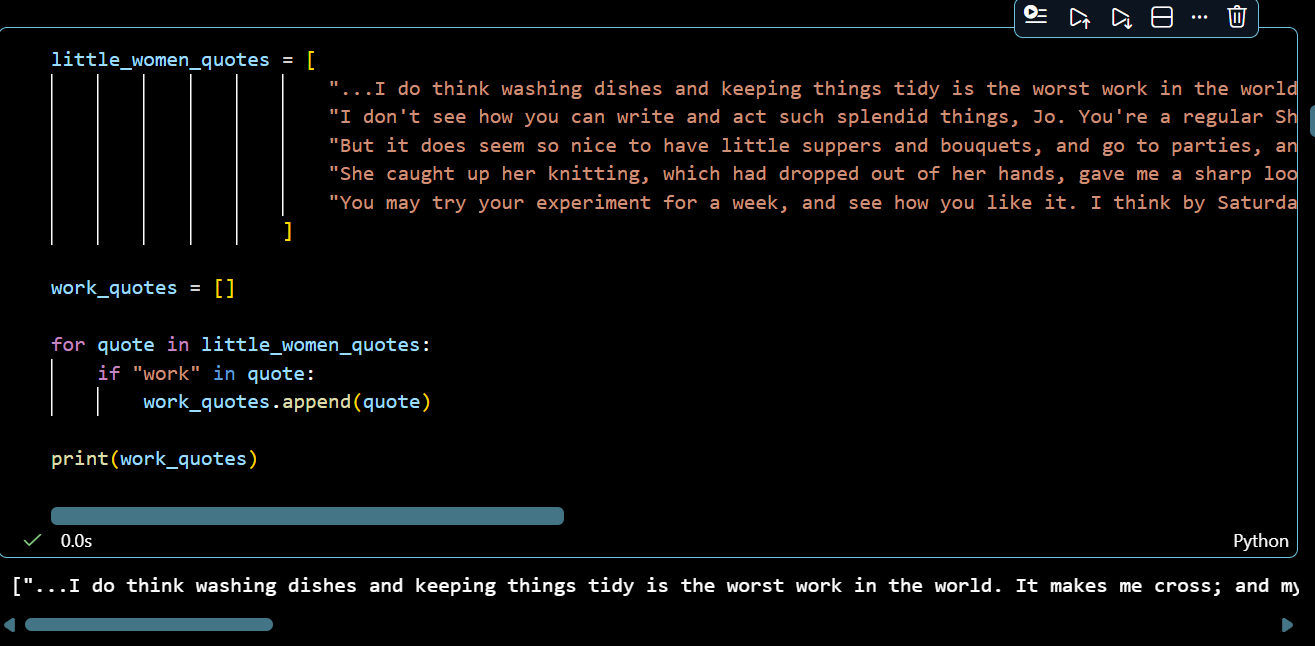 little_women_quotes = [
"...I do think washing dishes and keeping things tidy is the worst work in the world
"I don't see how you can write and act such splendid things, Jo. You're a regular Sh
"But it does seem so nice to have little suppers and bouquets, and go to parties, an
"She caught up her knitting, which had dropped out of her hands, gave me a sharp loo
"You may try your experiment for a week, and see how you like it. I think by Saturda
]
work_quotes = []
for quote in little_women_quotes:
if "work" in quote:
work_quotes.append(quote)
print(work_quotes)
0.0s
Python
["...I do think washing dishes and keeping things tidy is the worst work in the world. It makes me cross; and my